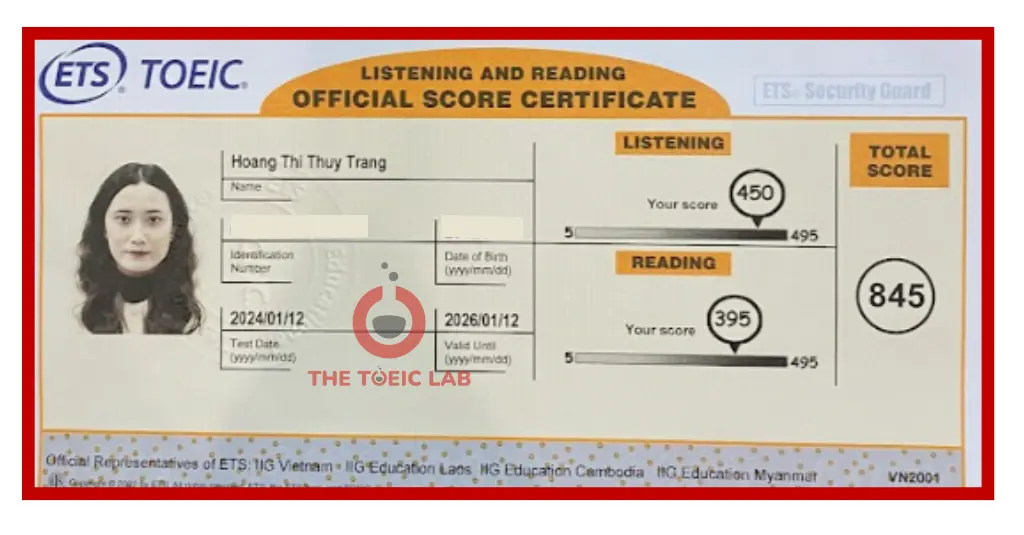 ETS® TOEIC®
LISTENING AND READING
OFFICIAL SCORE CERTIFICATE
ETS® Security Guard
Hoang Thi Thuy Trang
Name
Identification
Number
Date of Birth
(yyyy/mm/dd)
2024/01/12
Test Date
(yyyy/mm/dd)
2026/01/12
Valid Until
(yyyy/mm/dd)
THE TOEIC LAB
LISTENING
Your score 450
5 495
READING
Your score 395
5 495
TOTAL
SCORE
845
Official Representatives of ETS: IIG Vietnam - IIG Education Laos IIG Education Cambodia IIG Education Myanmar VN2001